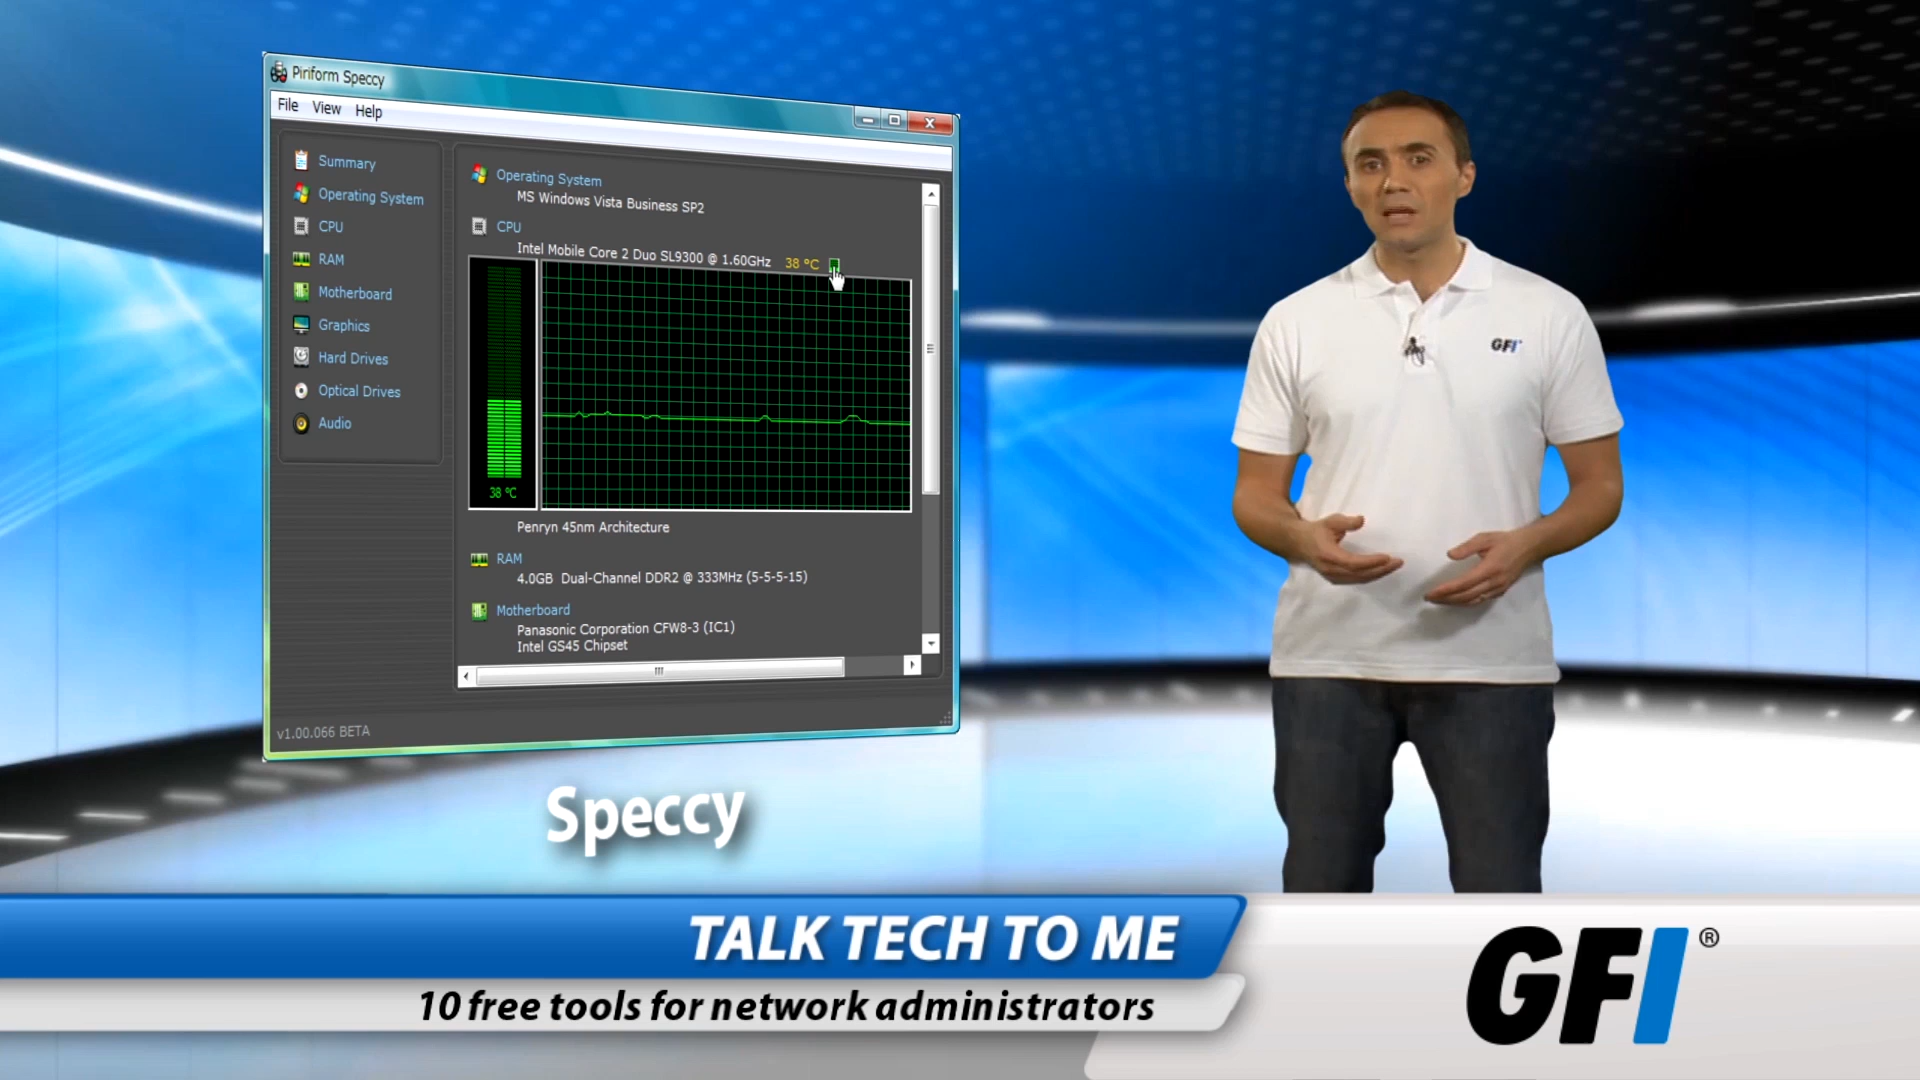 Piriform Speccy
File View Help
Summary
Operating System
CPU
RAM
Motherboard
Graphics
Hard Drives
Optical Drives
Audio
Operating System
MS Windows Vista Business SP2
CPU
Intel Mobile Core 2 Duo SL9300 @ 1.60GHz 38 °C
38 °C
Penryn 45nm Architecture
RAM
4.0GB Dual-Channel DDR2 @ 333MHz (5-5-5-15)
Motherboard
Panasonic Corporation CFW8-3 (IC1)
Intel GS45 Chipset
v1.00.066 BETA
GFI
Speccy
TALK TECH TO ME
10 free tools for network administrators
GFI®